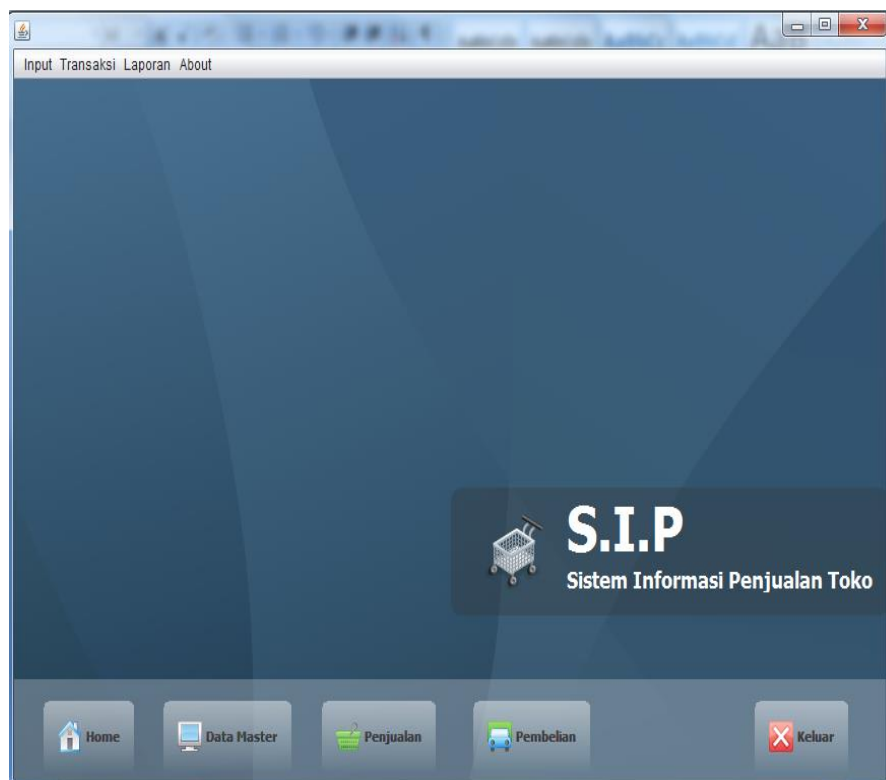 Input Transaksi Laporan About
S.I.P
Sistem Informasi Penjualan Toko
Home Data Master Penjualan Pembelian Keluar